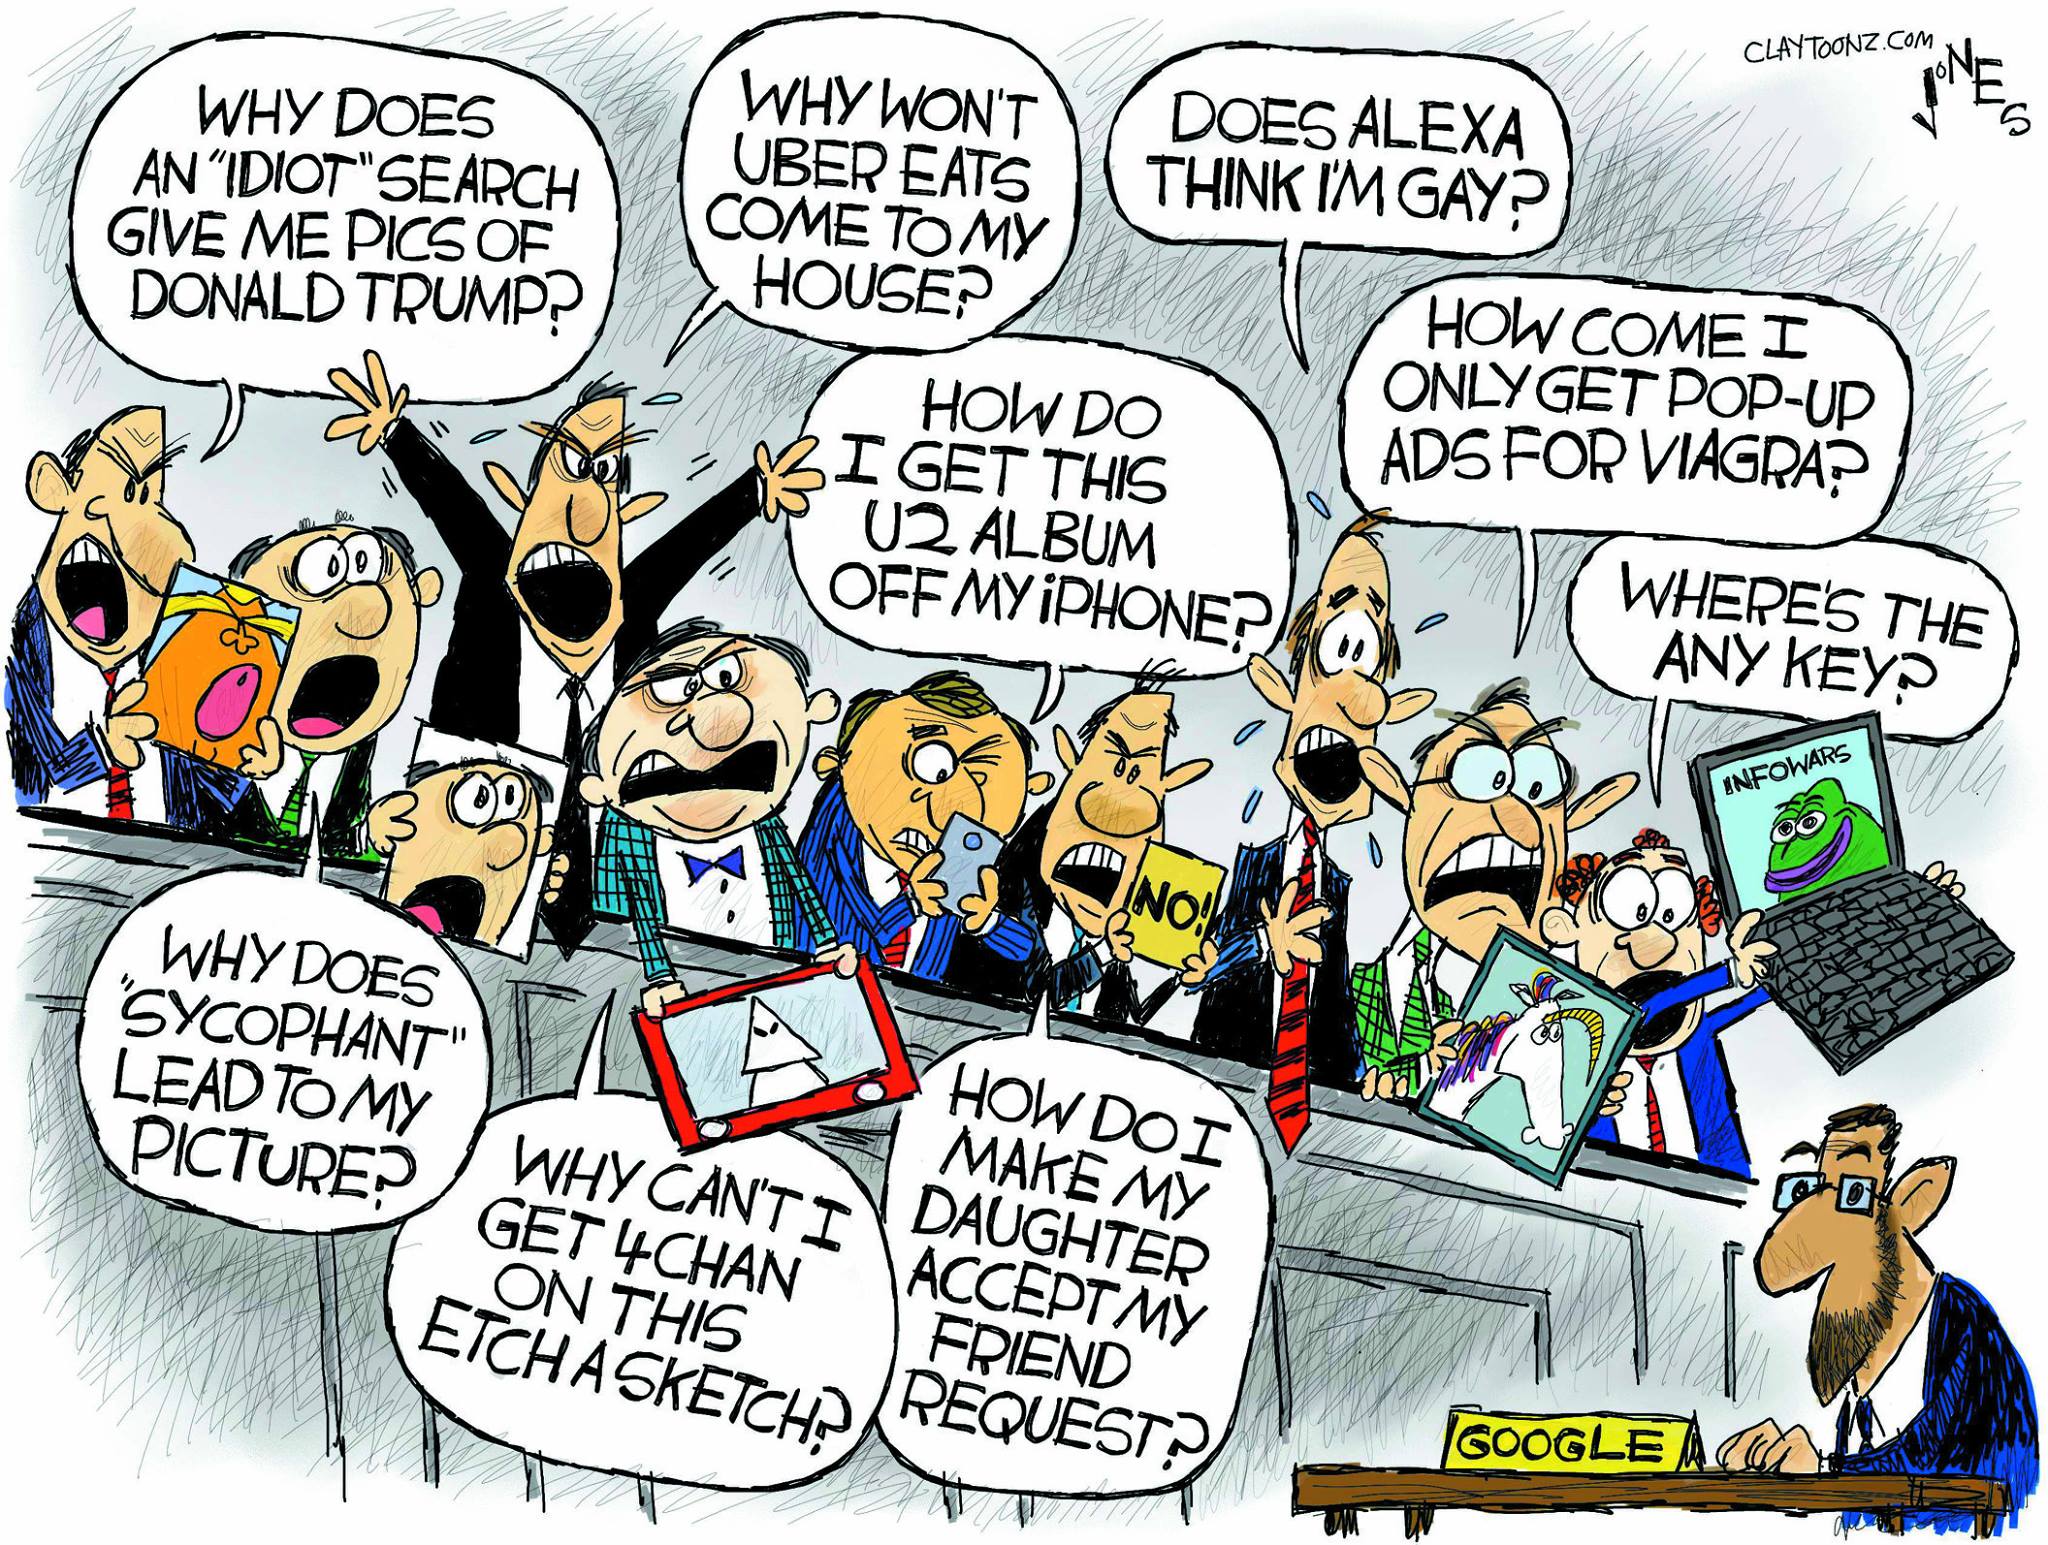 CLAYTOONZ.COM
JONES
WHY DOES
AN "IDIOT" SEARCH
GIVE ME PICS OF
DONALD TRUMP?
WHY WON'T
UBER EATS
COME TO MY
HOUSE?
DOES ALEXA
THINK I'M GAY?
HOW DO
I GET THIS
U2 ALBUM
OFF MY iPHONE?
HOW COME I
ONLY GET POP-UP
ADS FOR VIAGRA?
WHERE'S THE
ANY KEY?
INFOWARS
NO!
WHY DOES
"SYCOPHANT"
LEAD TO MY
PICTURE?
WHY CAN'T I
GET 4CHAN
ON THIS
ETCH A SKETCH?
HOW DO I
MAKE MY
DAUGHTER
ACCEPT MY
FRIEND
REQUEST?
GOOGLE